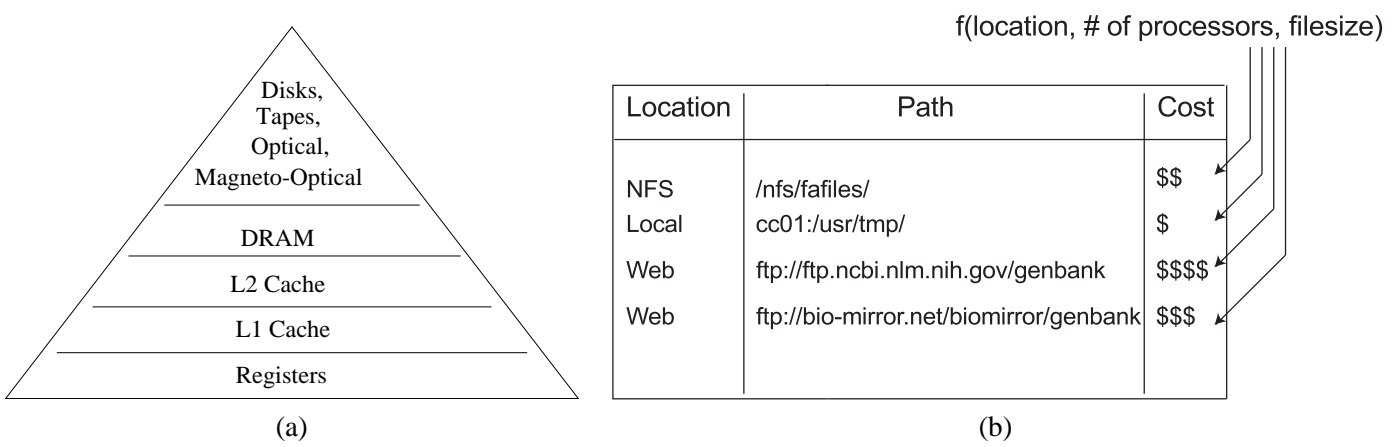 Disks,
Tapes,
Optical,
Magneto-Optical
DRAM
L2 Cache
L1 Cache
Registers
(a)
f(location, # of processors, filesize)
Location Path Cost
NFS /nfs/fafiles/ $$
Local cc01:/usr/tmp/ $
Web ftp://ftp.ncbi.nlm.nih.gov/genbank $$$$
Web ftp://bio-mirror.net/biomirror/genbank $$$
(b)